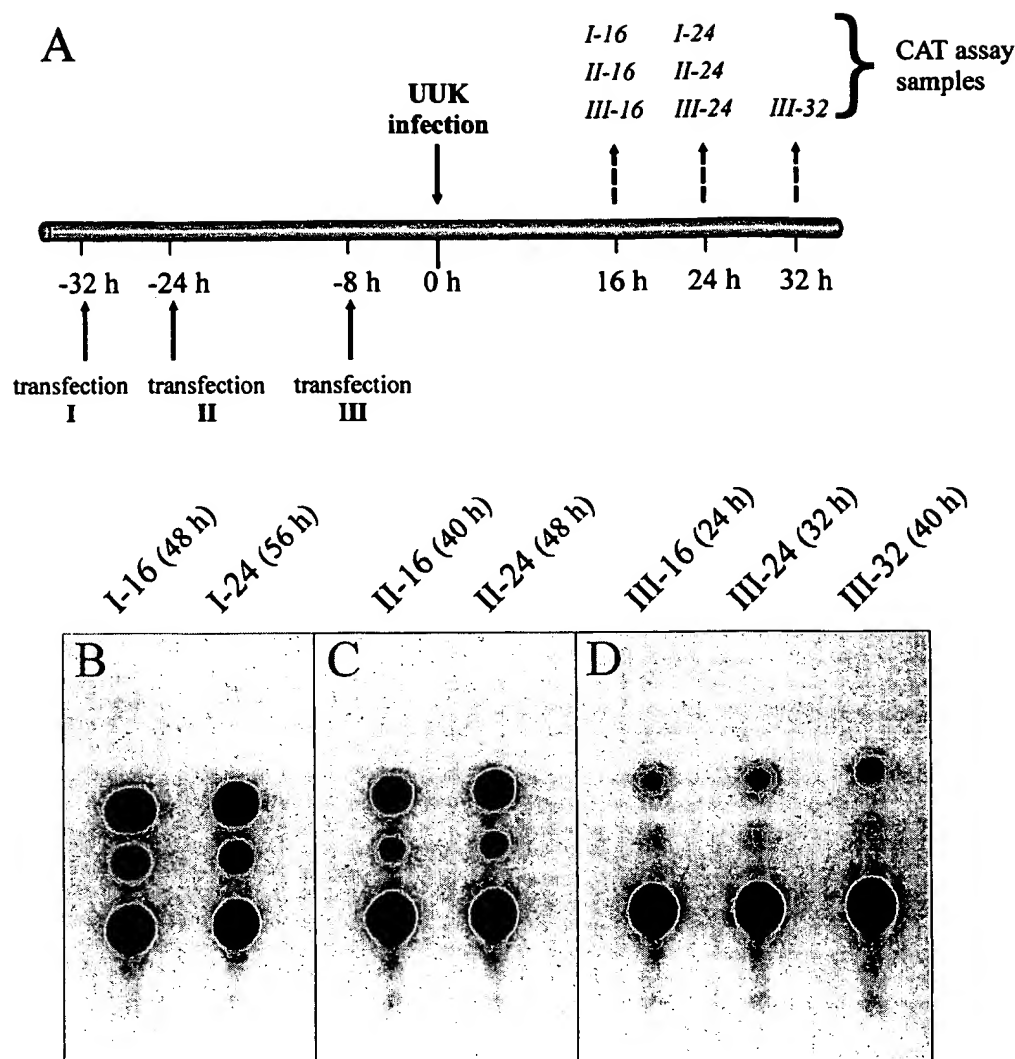 A
UUK
infection
I-16 I-24
II-16 II-24
III-16 III-24 III-32
CAT assay
samples
-32 h -24 h -8 h 0 h 16 h 24 h 32 h
transfection transfection transfection
I II III
I-16 (48 h) I-24 (56 h) II-16 (40 h) II-24 (48 h) III-16 (24 h) III-24 (32 h) III-32 (40 h)
B C D